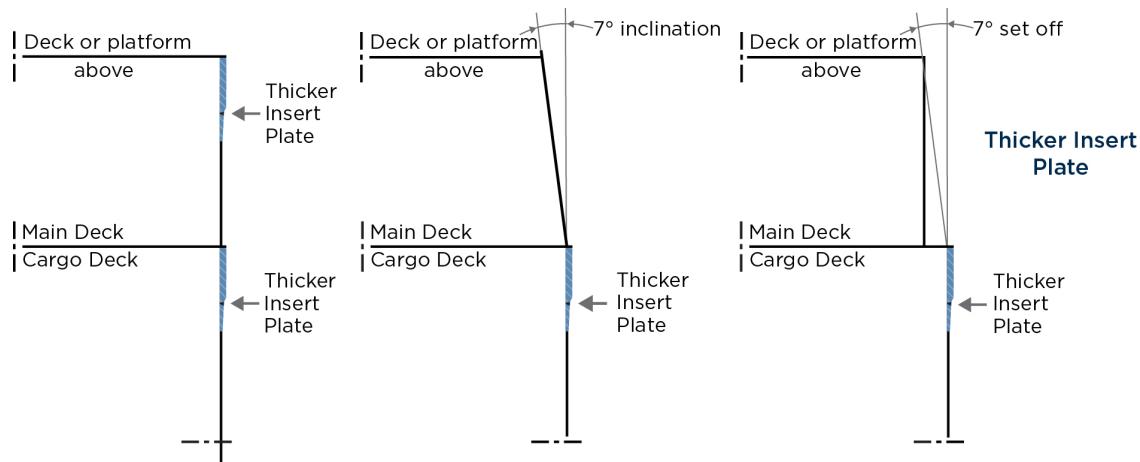 Deck or platform
above
Thicker
Insert
Plate
Main Deck
Cargo Deck
Thicker
Insert
Plate
7° inclination
Deck or platform
above
Main Deck
Cargo Deck
Thicker
Insert
Plate
7° set off
Deck or platform
above
Thicker Insert
Plate
Main Deck
Cargo Deck
Thicker
Insert
Plate